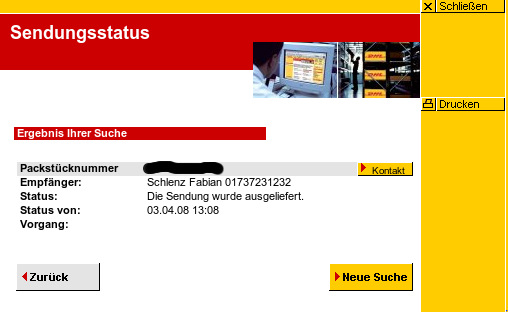 Schließen
Sendungsstatus
Drucken
Ergebnis Ihrer Suche
Packstücknummer
Kontakt
Empfänger: Schlenz Fabian 01737231232
Status: Die Sendung wurde ausgeliefert.
Status von: 03.04.08 13:08
Vorgang:
Zurück
Neue Suche